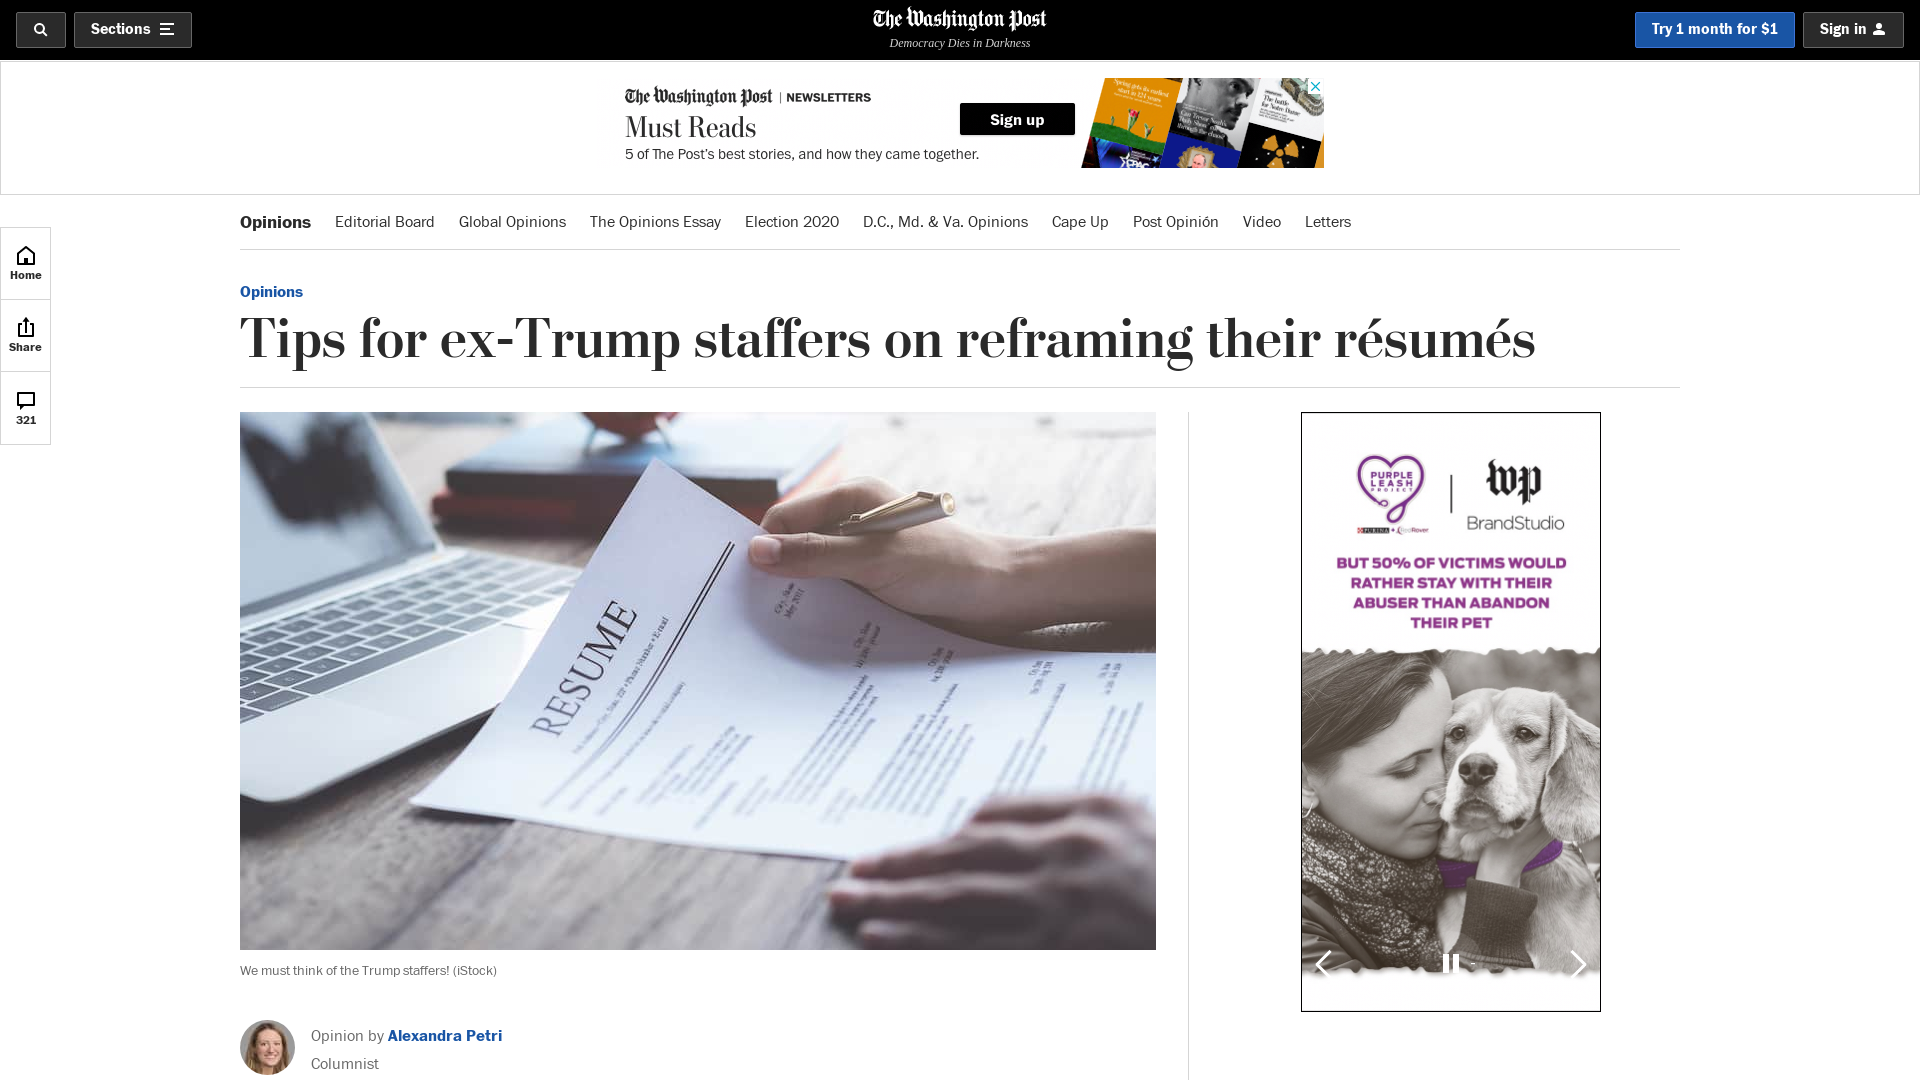 Sections
The Washington Post
Democracy Dies in Darkness
Try 1 month for $1
Sign in
The Washington Post | NEWSLETTERS
Must Reads
5 of The Post’s best stories, and how they came together.
Sign up
Opinions
Editorial Board
Global Opinions
The Opinions Essay
Election 2020
D.C., Md. & Va. Opinions
Cape Up
Post Opinión
Video
Letters
Home
Share
321
Opinions
Tips for ex-Trump staffers on reframing their résumés
RESUME
We must think of the Trump staffers! (iStock)
Opinion by Alexandra Petri
Columnist
PURPLE
LEASH
PROJECT
wp
BrandStudio
BUT 50% OF VICTIMS WOULD
RATHER STAY WITH THEIR
ABUSER THAN ABANDON
THEIR PET